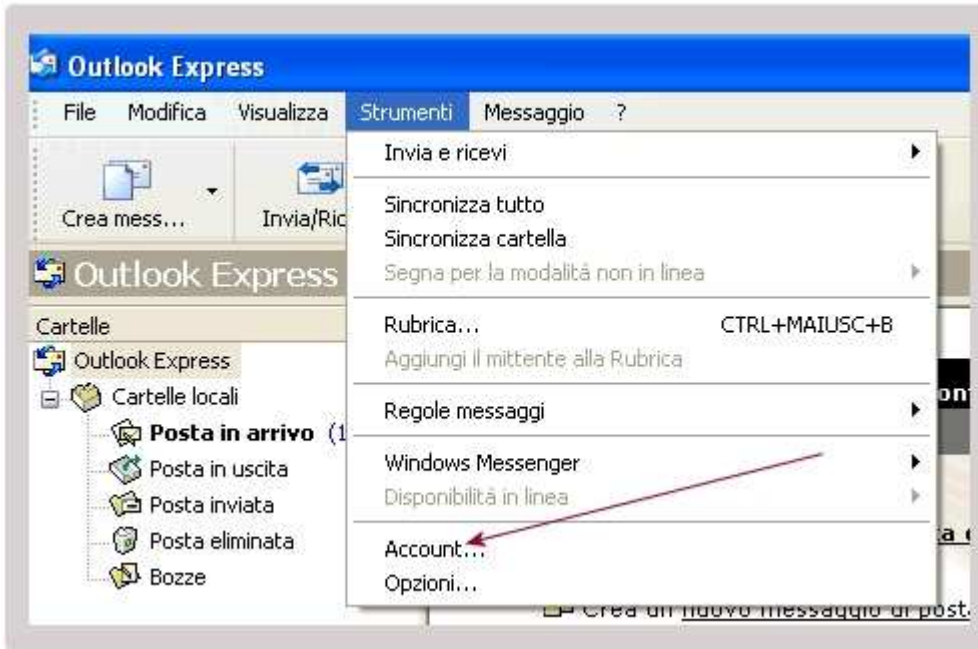 Outlook Express
File Modifica Visualizza Strumenti Messaggio ?
Crea mess... Invia/Ric
Outlook Express
Cartelle
Outlook Express
Cartelle locali
Posta in arrivo (1
Posta in uscita
Posta inviata
Posta eliminata
Bozze
Invia e ricevi
Sincronizza tutto
Sincronizza cartella
Segna per la modalità non in linea
Rubrica... CTRL+MAIUSC+B
Aggiungi il mittente alla Rubrica
Regole messaggi
Windows Messenger
Disponibilità in linea
Account...
Opzioni...
Crea un nuovo messaggio di post